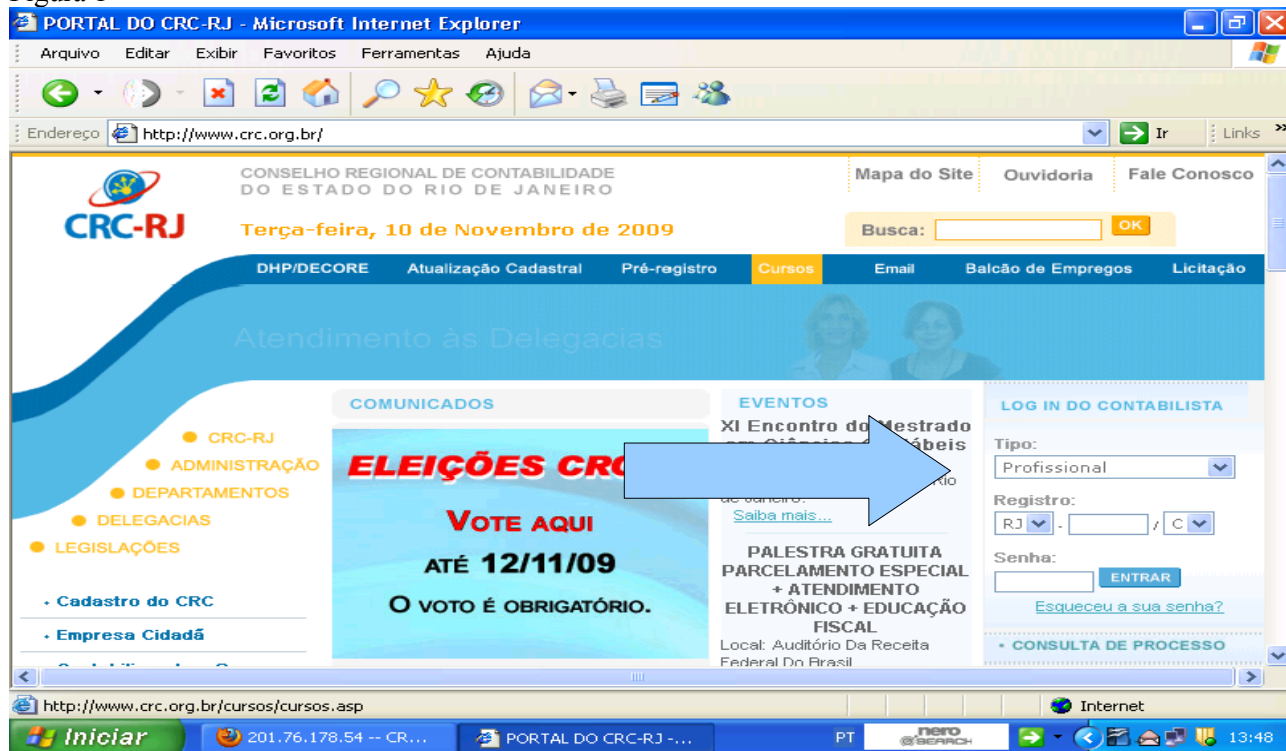 PORTAL DO CRC-RJ - Microsoft Internet Explorer
Arquivo Editar Exibir Favoritos Ferramentas Ajuda
Endereço http://www.crc.org.br/ Ir Links »
CRC-RJ
CONSELHO REGIONAL DE CONTABILIDADE
DO ESTADO DO RIO DE JANEIRO
Mapa do Site Ouvidoria Fale Conosco
Terça-feira, 10 de Novembro de 2009
Busca: OK
DHP/DECORE Atualização Cadastral Pré-registro Cursos Email Balcão de Empregos Licitação
Atendimento às Delegacias
CRC-RJ
ADMINISTRAÇÃO
DEPARTAMENTOS
DELEGACIAS
LEGISLAÇÕES
Cadastro do CRC
Empresa Cidadã
COMUNICADOS
ELEIÇÕES
VOTE AQUI
ATÉ 12/11/09
O VOTO É OBRIGATÓRIO.
EVENTOS
XI Encontro do Mestrado
de Janeiro.
Saiba mais...
PALESTRA GRATUITA
PARCELAMENTO ESPECIAL
+ ATENDIMENTO
ELETRÔNICO + EDUCAÇÃO
FISCAL
Local: Auditório Da Receita
Federal Do Brasil
LOG IN DO CONTABILISTA
Tipo:
Profissional
Registro:
RJ - / C
Senha:
ENTRAR
Esqueceu a sua senha?
CONSULTA DE PROCESSO
http://www.crc.org.br/cursos/cursos.asp Internet
Iniciar 201.76.178.54 -- CR... PORTAL DO CRC-RJ -... PT nero SEARCH 13:48